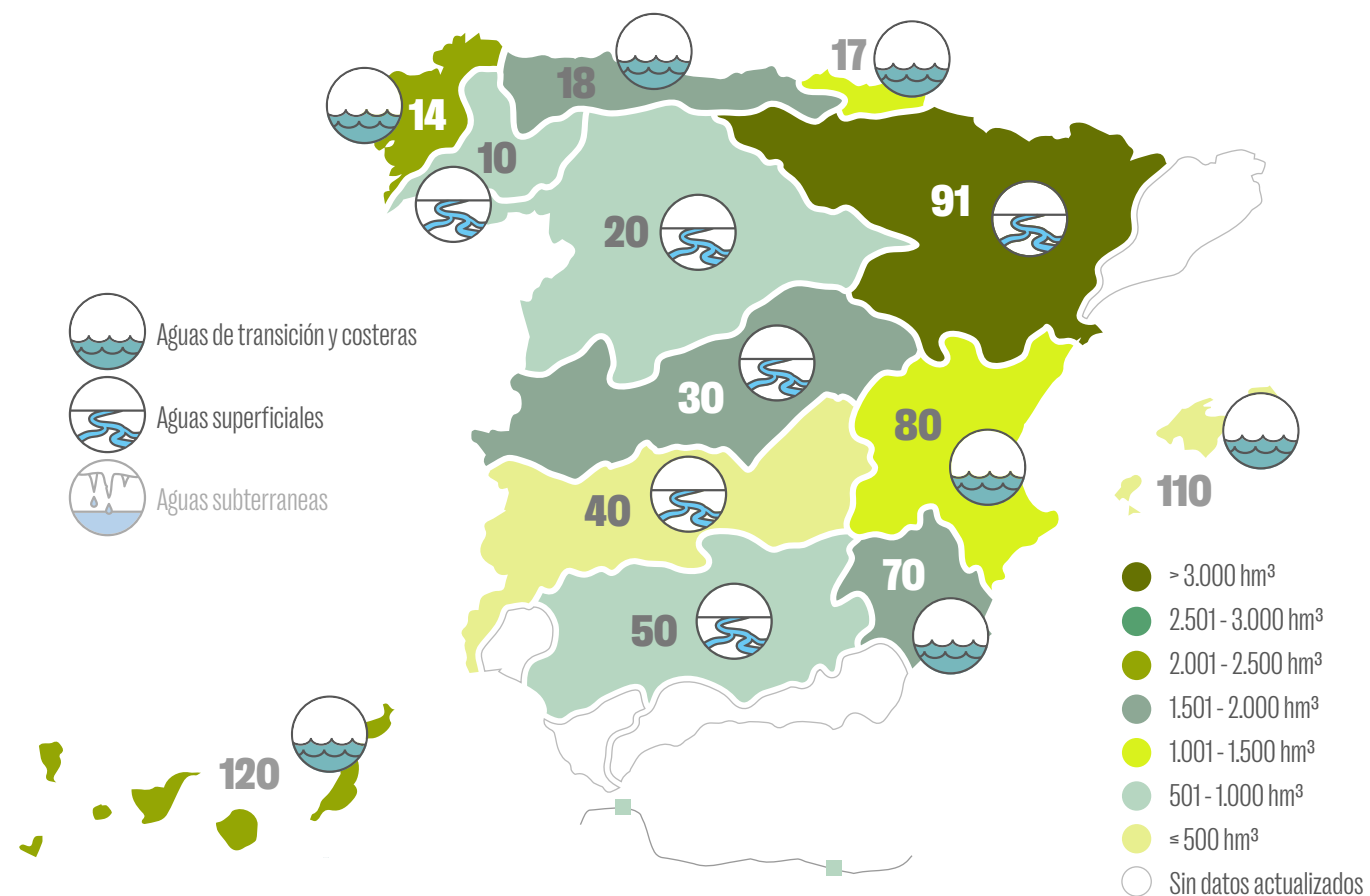 17
18
14
10
91
20
30
80
110
40
70
50
120
Aguas de transición y costeras
Aguas superficiales
Aguas subterraneas
> 3.000 hm³
2.501 - 3.000 hm³
2.001 - 2.500 hm³
1.501 - 2.000 hm³
1.001 - 1.500 hm³
501 - 1.000 hm³
≤ 500 hm³
Sin datos actualizados